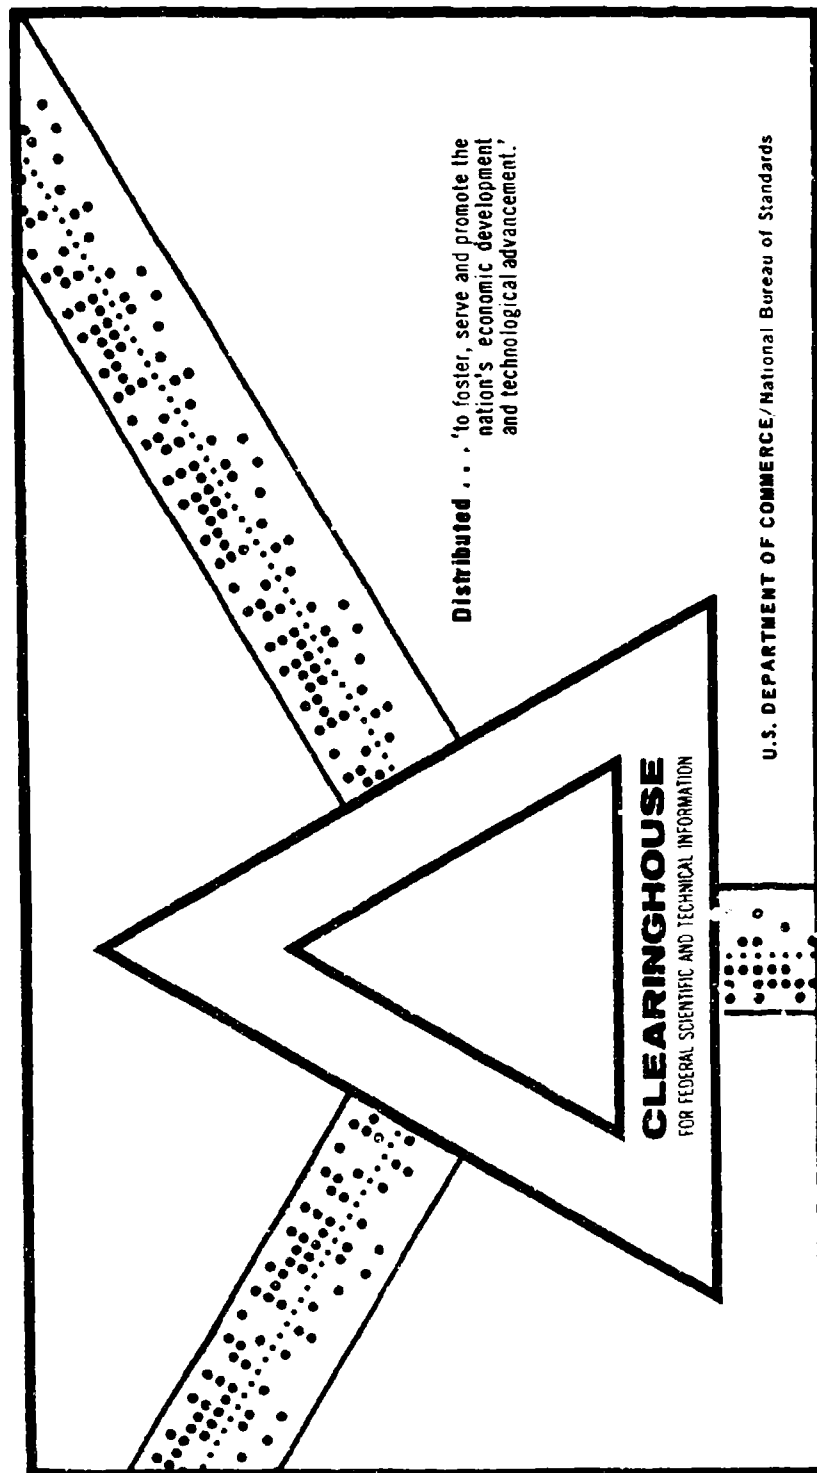 Distributed . . . 'to foster, serve and promote the
nation's economic development
and technological advancement.'
CLEARINGHOUSE
FOR FEDERAL SCIENTIFIC AND TECHNICAL INFORMATION
U.S. DEPARTMENT OF COMMERCE/National Bureau of Standards